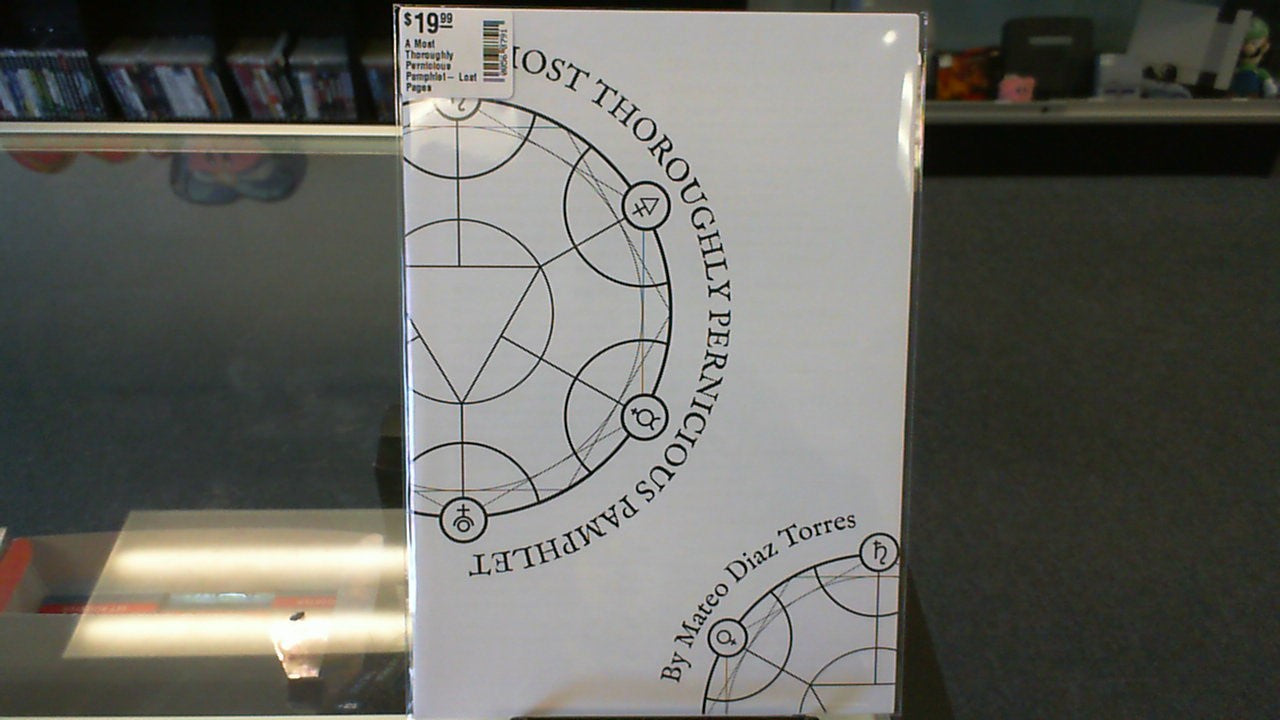 $19.99
A Most
Thoroughly
Pernicious
Pamphlet - Lost
Pages
MOST THOROUGHLY PERNICIOUS PAMPHLET
By Mateo Diaz Torres